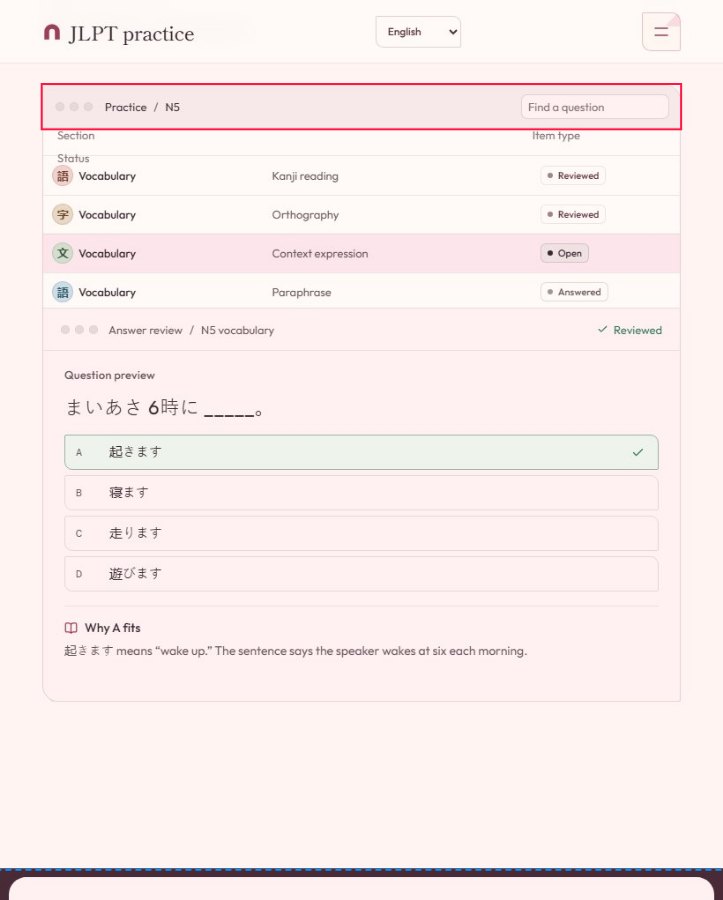 JLPT practice
English
Practice / N5
Find a question
Section Item type
Status
語 Vocabulary Kanji reading Reviewed
字 Vocabulary Orthography Reviewed
文 Vocabulary Context expression Open
語 Vocabulary Paraphrase Answered
Answer review / N5 vocabulary Reviewed
Question preview
まいあさ 6時に _____。
A 起きます
B 寝ます
C 走ります
D 遊びます
Why A fits
起きます means “wake up.” The sentence says the speaker wakes at six each morning.